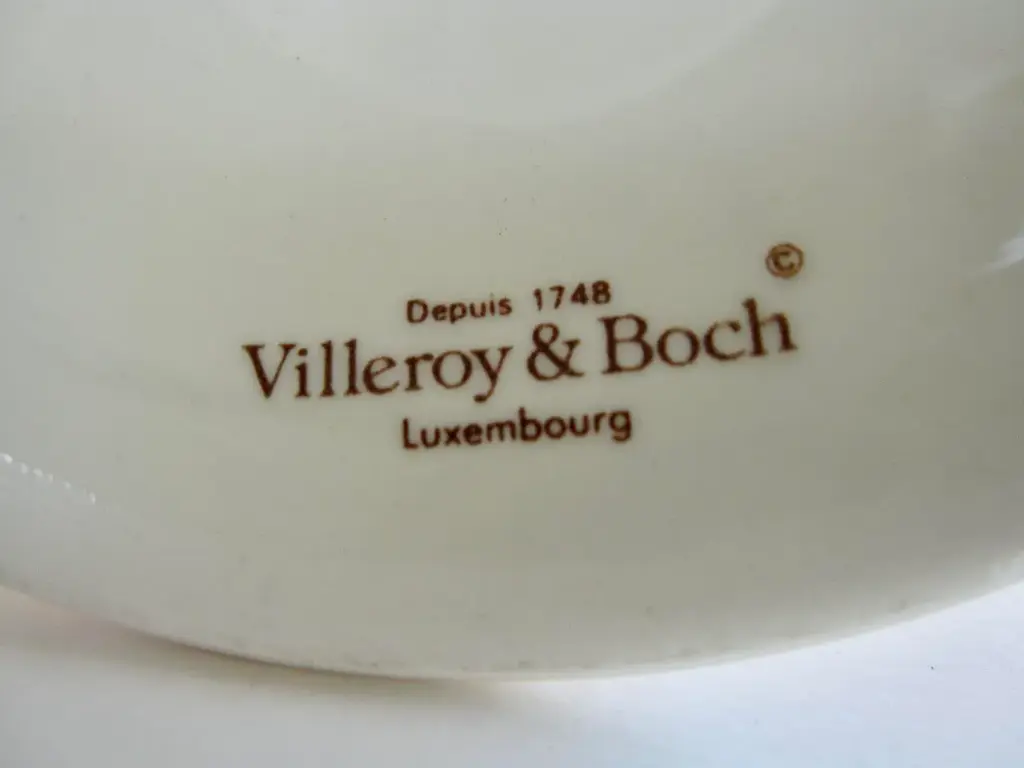 Depuis 1748
Villeroy & Boch ©
Luxembourg